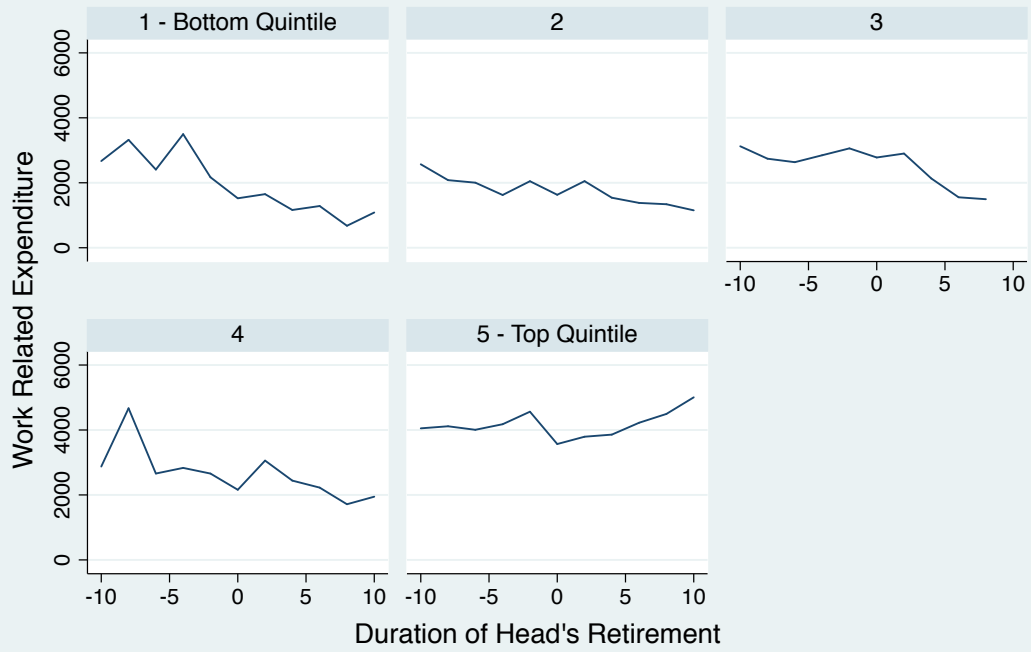 1 - Bottom Quintile
2
3
6000
4000
2000
0
-10 -5 0 5 10
4
5 - Top Quintile
6000
4000
2000
0
-10 -5 0 5 10
-10 -5 0 5 10
Work Related Expenditure
Duration of Head's Retirement